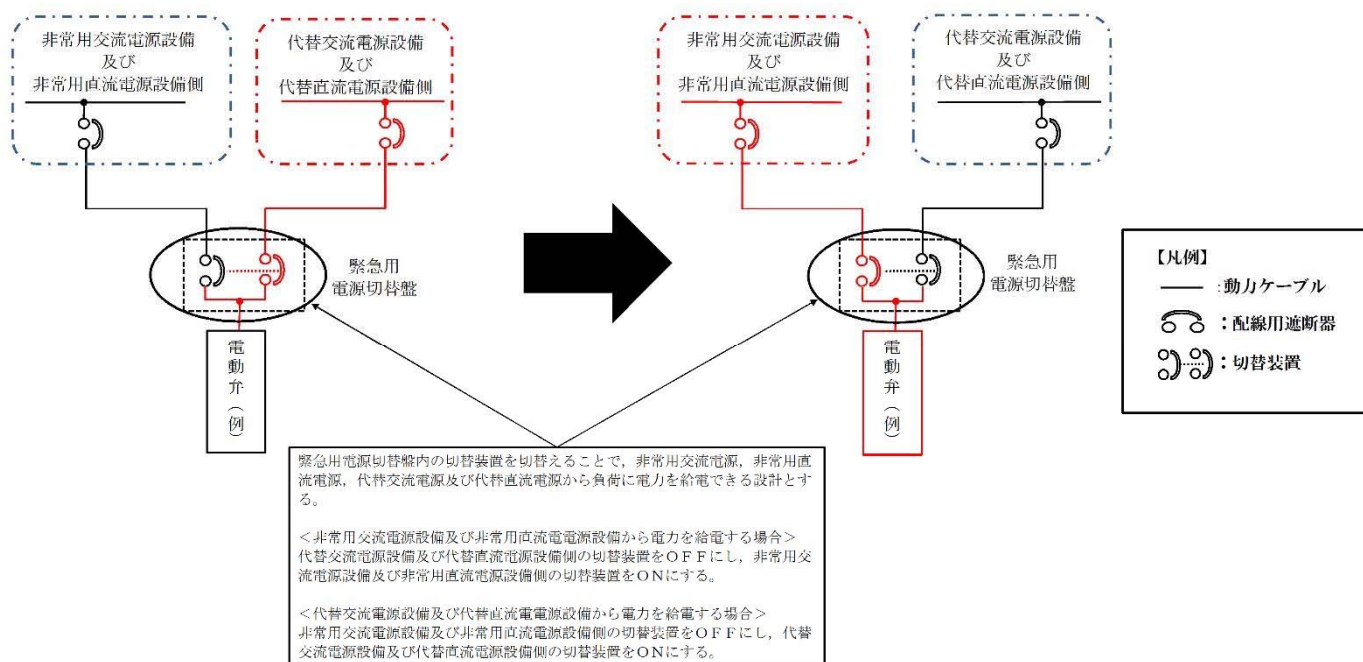 非常用交流電源設備
及び
非常用直流電源設備側
代替交流電源設備
及び
代替直流電源設備側
緊急用
電源切替盤
電動弁（例）
非常用交流電源設備
及び
非常用直流電源設備側
代替交流電源設備
及び
代替直流電源設備側
緊急用
電源切替盤
電動弁（例）
【凡例】
：動力ケーブル
：配線用遮断器
：切替装置
緊急用電源切替盤内の切替装置を切替えることで，非常用交流電源，非常用直
流電源，代替交流電源及び代替直流電源から負荷に電力を給電できる設計とす
る。
＜非常用交流電源設備及び非常用直流電電源設備から電力を給電する場合＞
代替交流電源設備及び代替直流電源設備側の切替装置をＯＦＦにし，非常用交
流電源設備及び非常用直流電源設備側の切替装置をＯＮにする。
＜代替交流電源設備及び代替直流電電源設備から電力を給電する場合＞
非常用交流電源設備及び非常用直流電源設備側の切替装置をＯＦＦにし，代替
交流電源設備及び代替直流電源設備側の切替装置をＯＮにする。